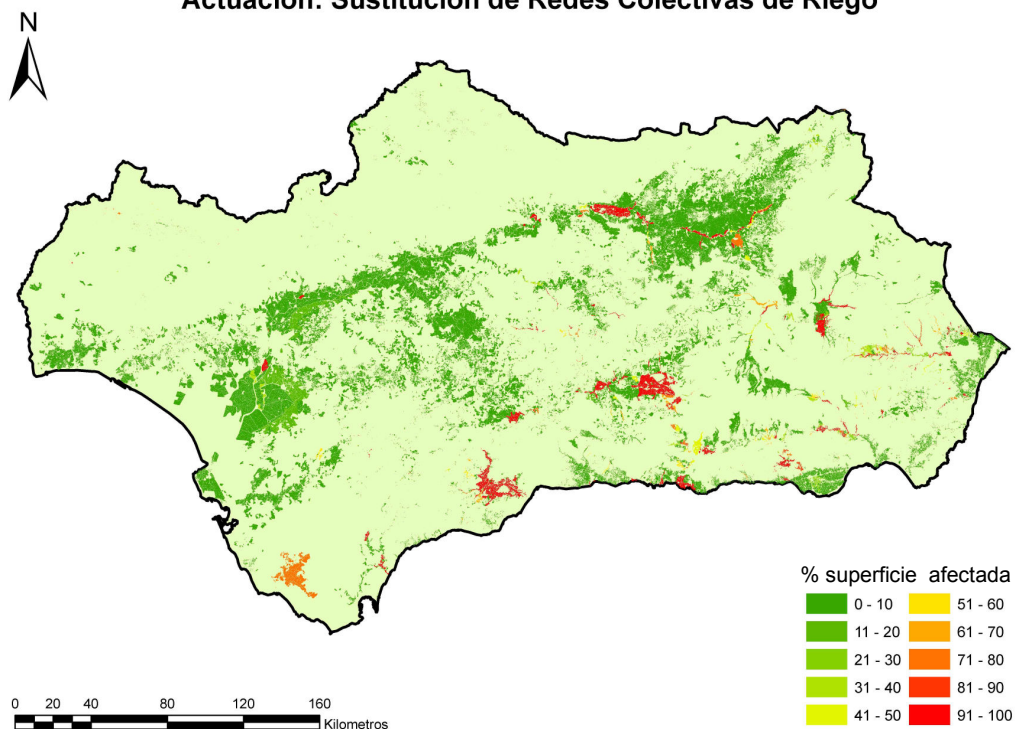 Actuación: Sustitución de Redes Colectivas de Riego
N
% superficie afectada
0 - 10 51 - 60
11 - 20 61 - 70
21 - 30 71 - 80
31 - 40 81 - 90
41 - 50 91 - 100
0 20 40 80 120 160
Kilometros